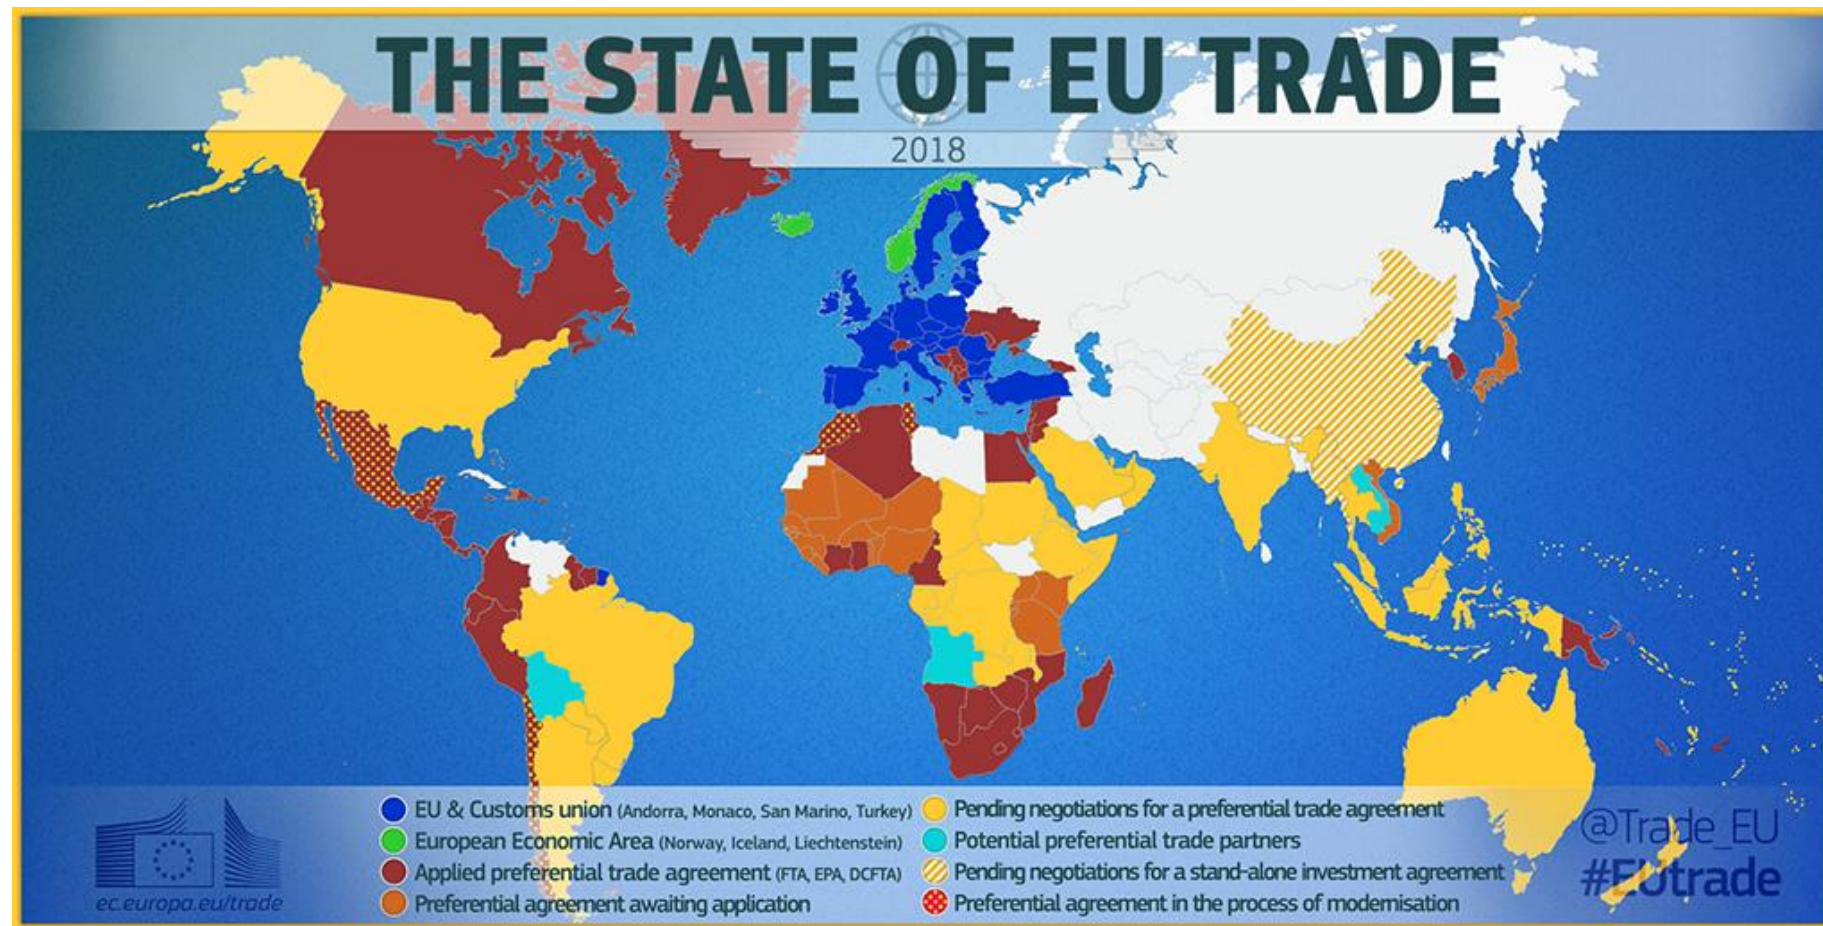 THE STATE OF EU TRADE
2018
EU & Customs union (Andorra, Monaco, San Marino, Turkey)
European Economic Area (Norway, Iceland, Liechtenstein)
Applied preferential trade agreement (FTA, EPA, DCFTA)
Preferential agreement awaiting application
Pending negotiations for a preferential trade agreement
Potential preferential trade partners
Pending negotiations for a stand-alone investment agreement
Preferential agreement in the process of modernisation
ec.europa.eu/trade
@Trade_EU
#EUtrade